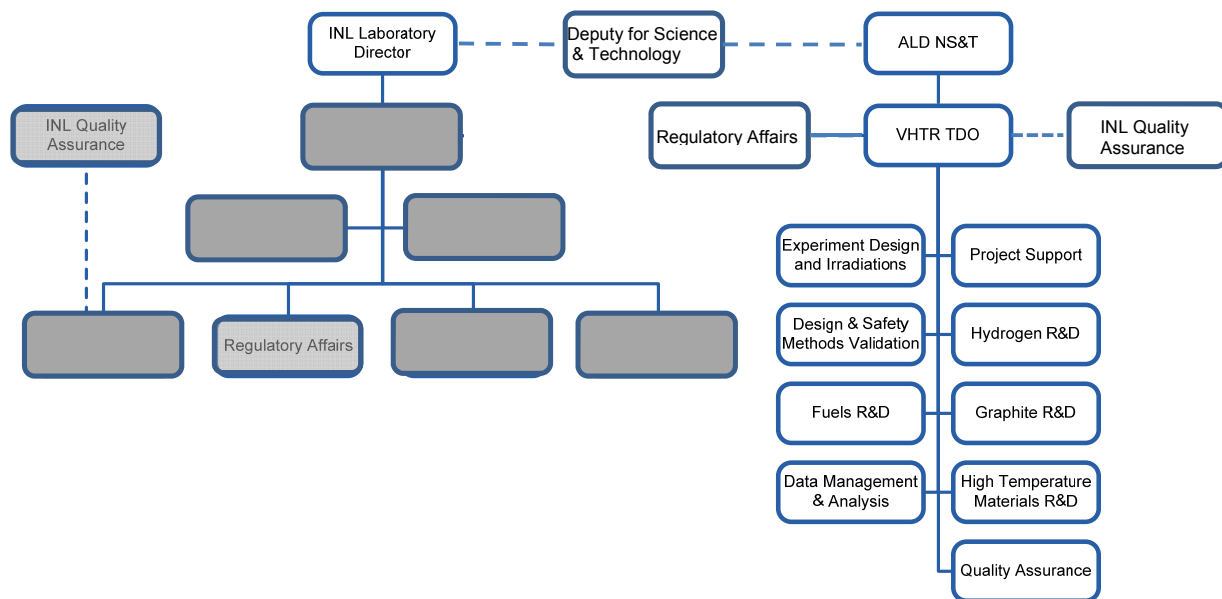 INL Laboratory
Director
Deputy for Science
& Technology
ALD NS&T
INL Quality
Assurance
Regulatory Affairs
VHTR TDO
INL Quality
Assurance
Experiment Design
and Irradiations
Project Support
Regulatory Affairs
Design & Safety
Methods Validation
Hydrogen R&D
Fuels R&D
Graphite R&D
Data Management
& Analysis
High Temperature
Materials R&D
Quality Assurance